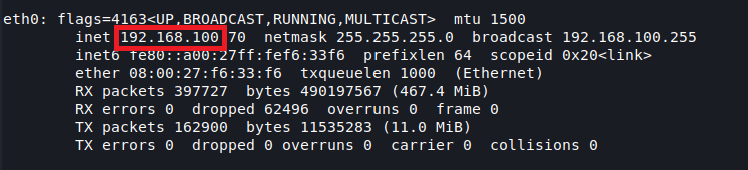 eth0: flags=4163<UP,BROADCAST,RUNNING,MULTICAST> mtu 1500
inet 192.168.100.70 netmask 255.255.255.0 broadcast 192.168.100.255
inet6 fe80::a00:27ff:fef6:33f6 prefixlen 64 scopeid 0x20<link>
ether 08:00:27:f6:33:f6 txqueuelen 1000 (Ethernet)
RX packets 397727 bytes 490197567 (467.4 MiB)
RX errors 0 dropped 62496 overruns 0 frame 0
TX packets 162900 bytes 11535283 (11.0 MiB)
TX errors 0 dropped 0 overruns 0 carrier 0 collisions 0